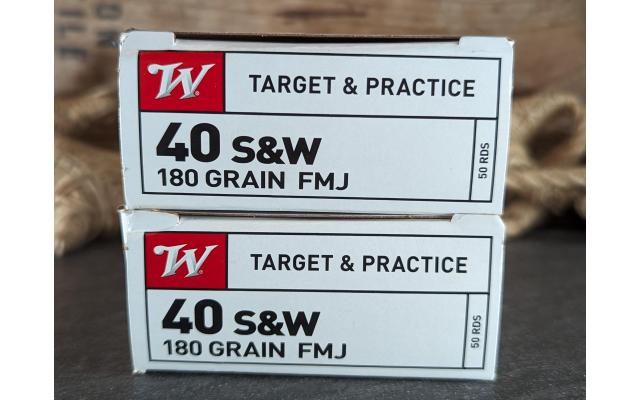 W
TARGET & PRACTICE
40 S&W
180 GRAIN FMJ
50 RDS
W
TARGET & PRACTICE
40 S&W
180 GRAIN FMJ
50 RDS